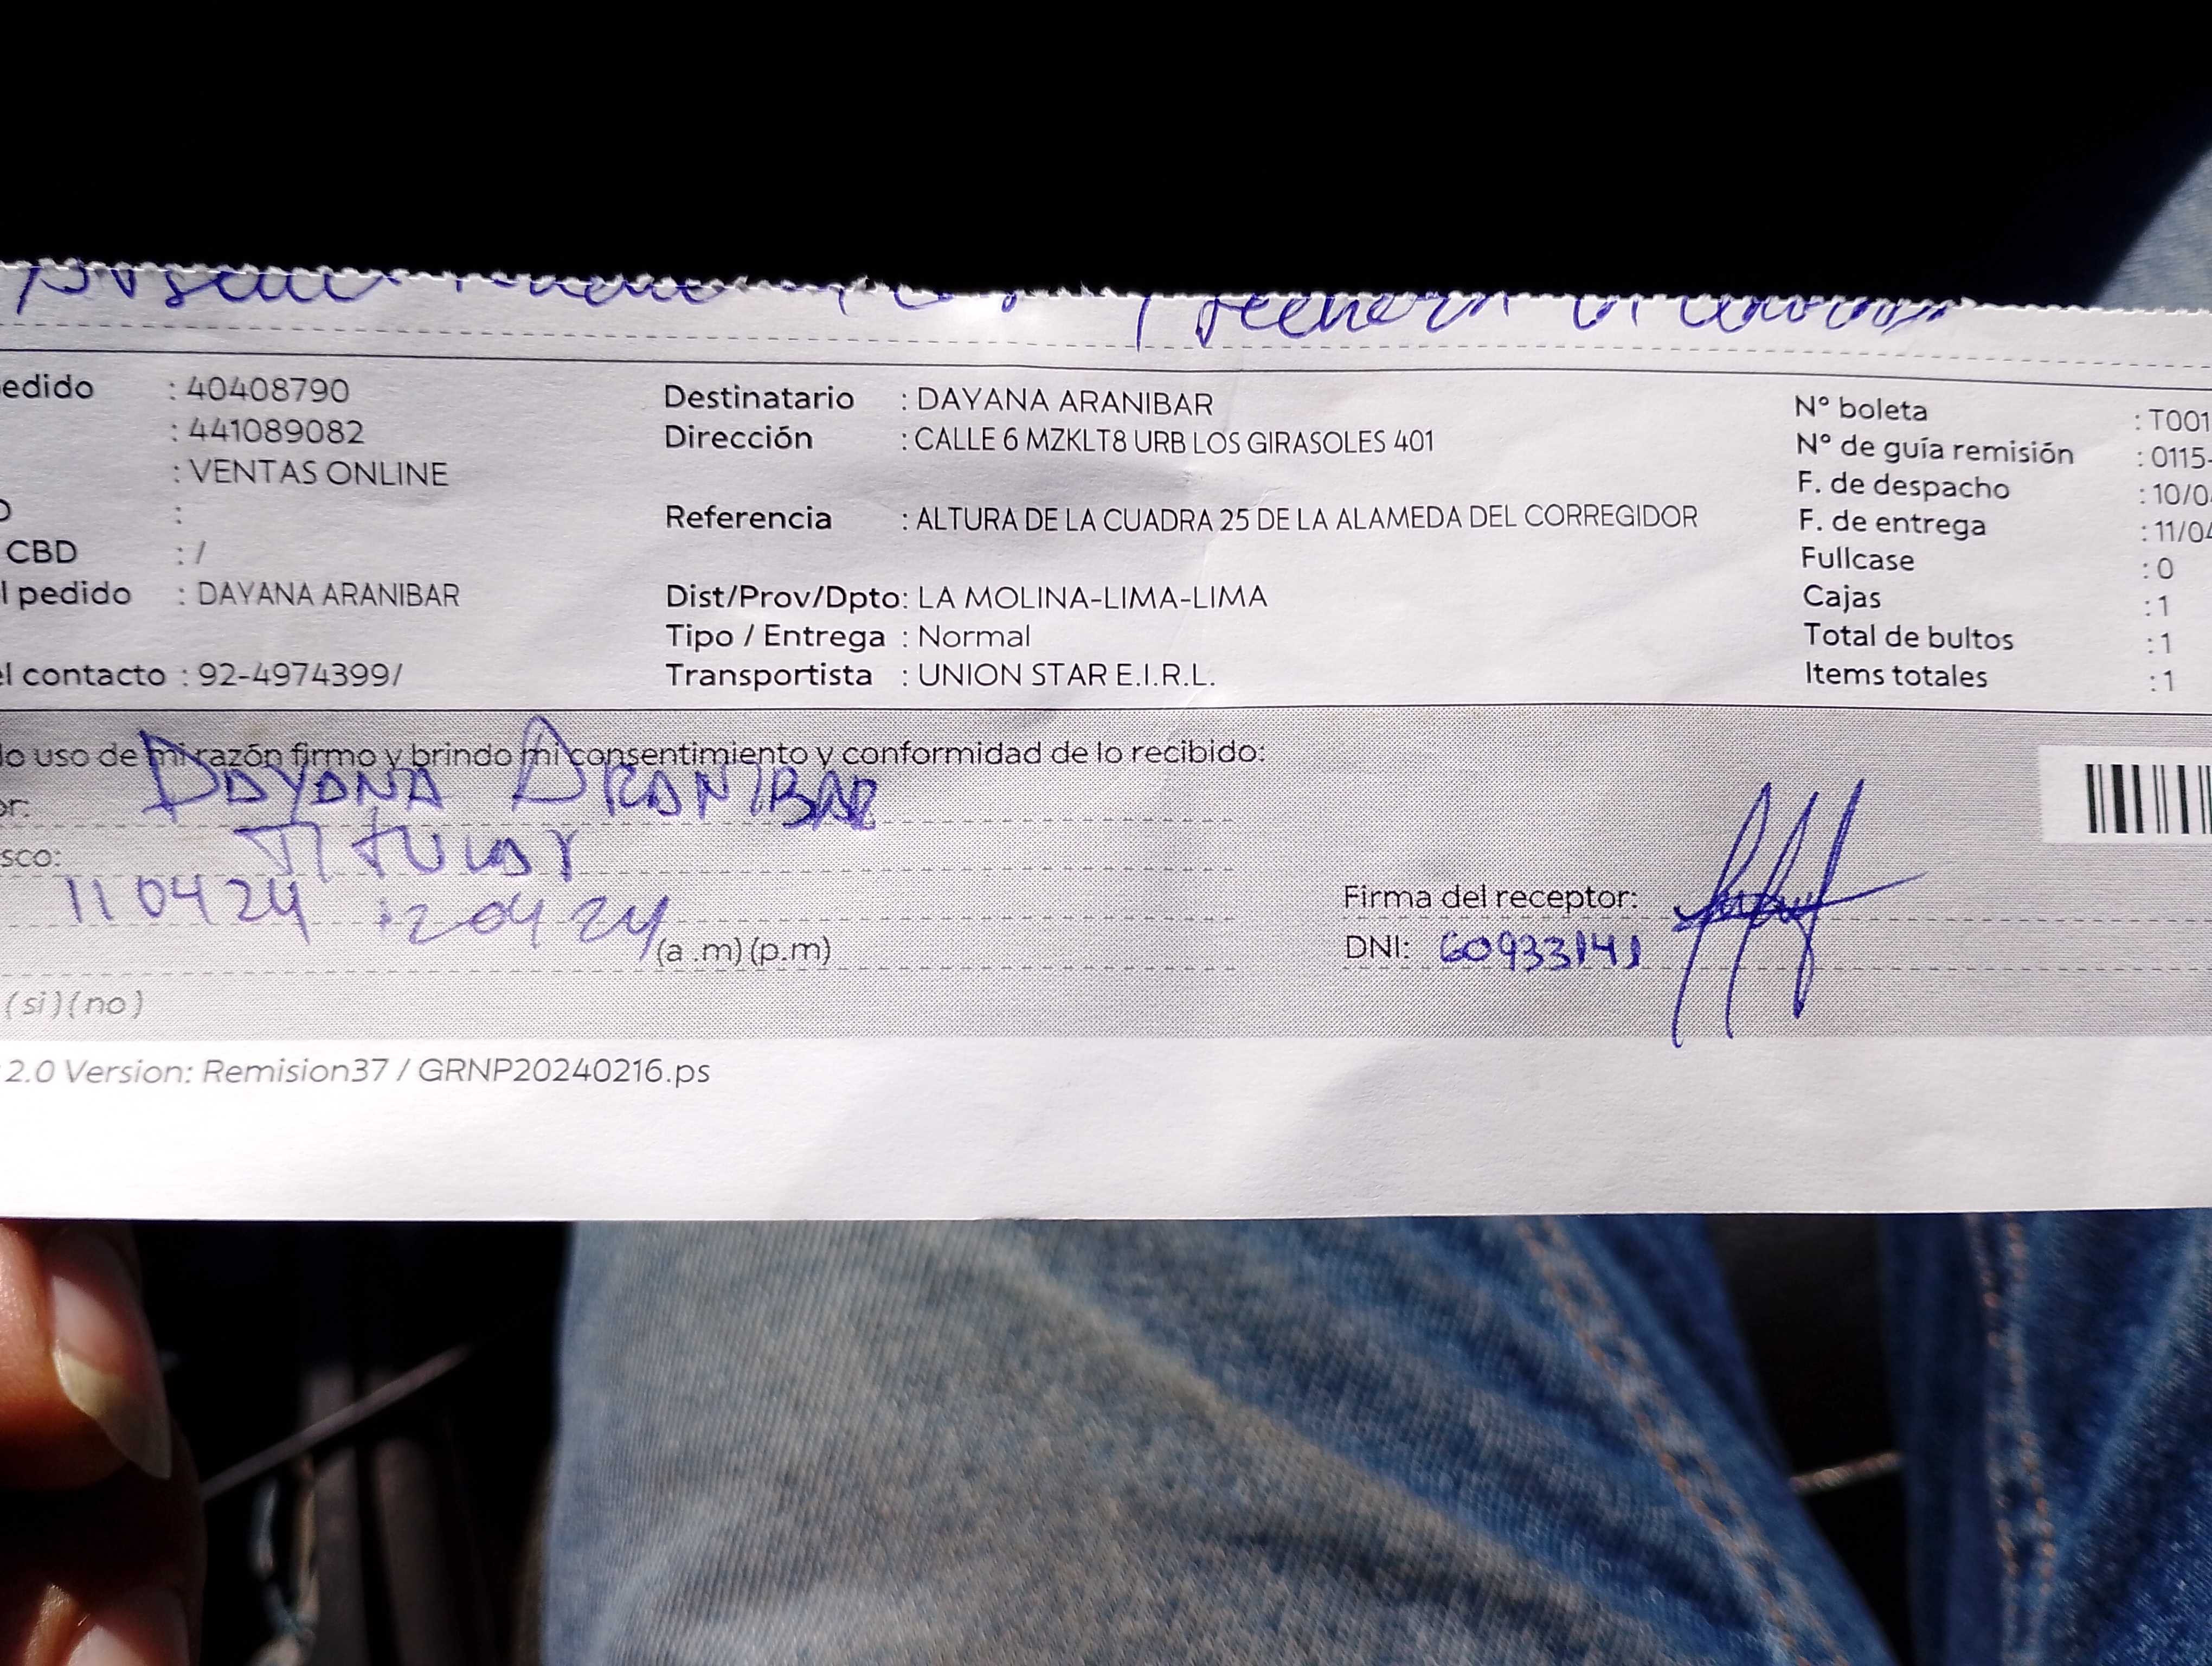 edido : 40408790
: 441089082
: VENTAS ONLINE
:
CBD : /
l pedido : DAYANA ARANIBAR
el contacto : 92-4974399/
Destinatario : DAYANA ARANIBAR
Dirección : CALLE 6 MZKLT8 URB LOS GIRASOLES 401
Referencia : ALTURA DE LA CUADRA 25 DE LA ALAMEDA DEL CORREGIDOR
Dist/Prov/Dpto: LA MOLINA-LIMA-LIMA
Tipo / Entrega : Normal
Transportista : UNION STAR E.I.R.L.
N° boleta : T001
N° de guía remisión : 0115-
F. de despacho : 10/0
F. de entrega : 11/04
Fullcase : 0
Cajas : 1
Total de bultos : 1
Items totales : 1
lo uso de mi razón firmo y brindo mi consentimiento y conformidad de lo recibido:
or: DAYANA ARANIBAR
sco: TITULAR
110424 120424
(a .m) (p.m)
(si)(no)
Firma del receptor:
DNI: 60933141
2.0 Version: Remision37 / GRNP20240216.ps